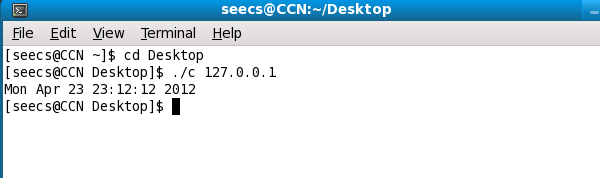 seecs@CCN:~/Desktop
File Edit View Terminal Help
[seecs@CCN ~]$ cd Desktop
[seecs@CCN Desktop]$ ./c 127.0.0.1
Mon Apr 23 23:12:12 2012
[seecs@CCN Desktop]$